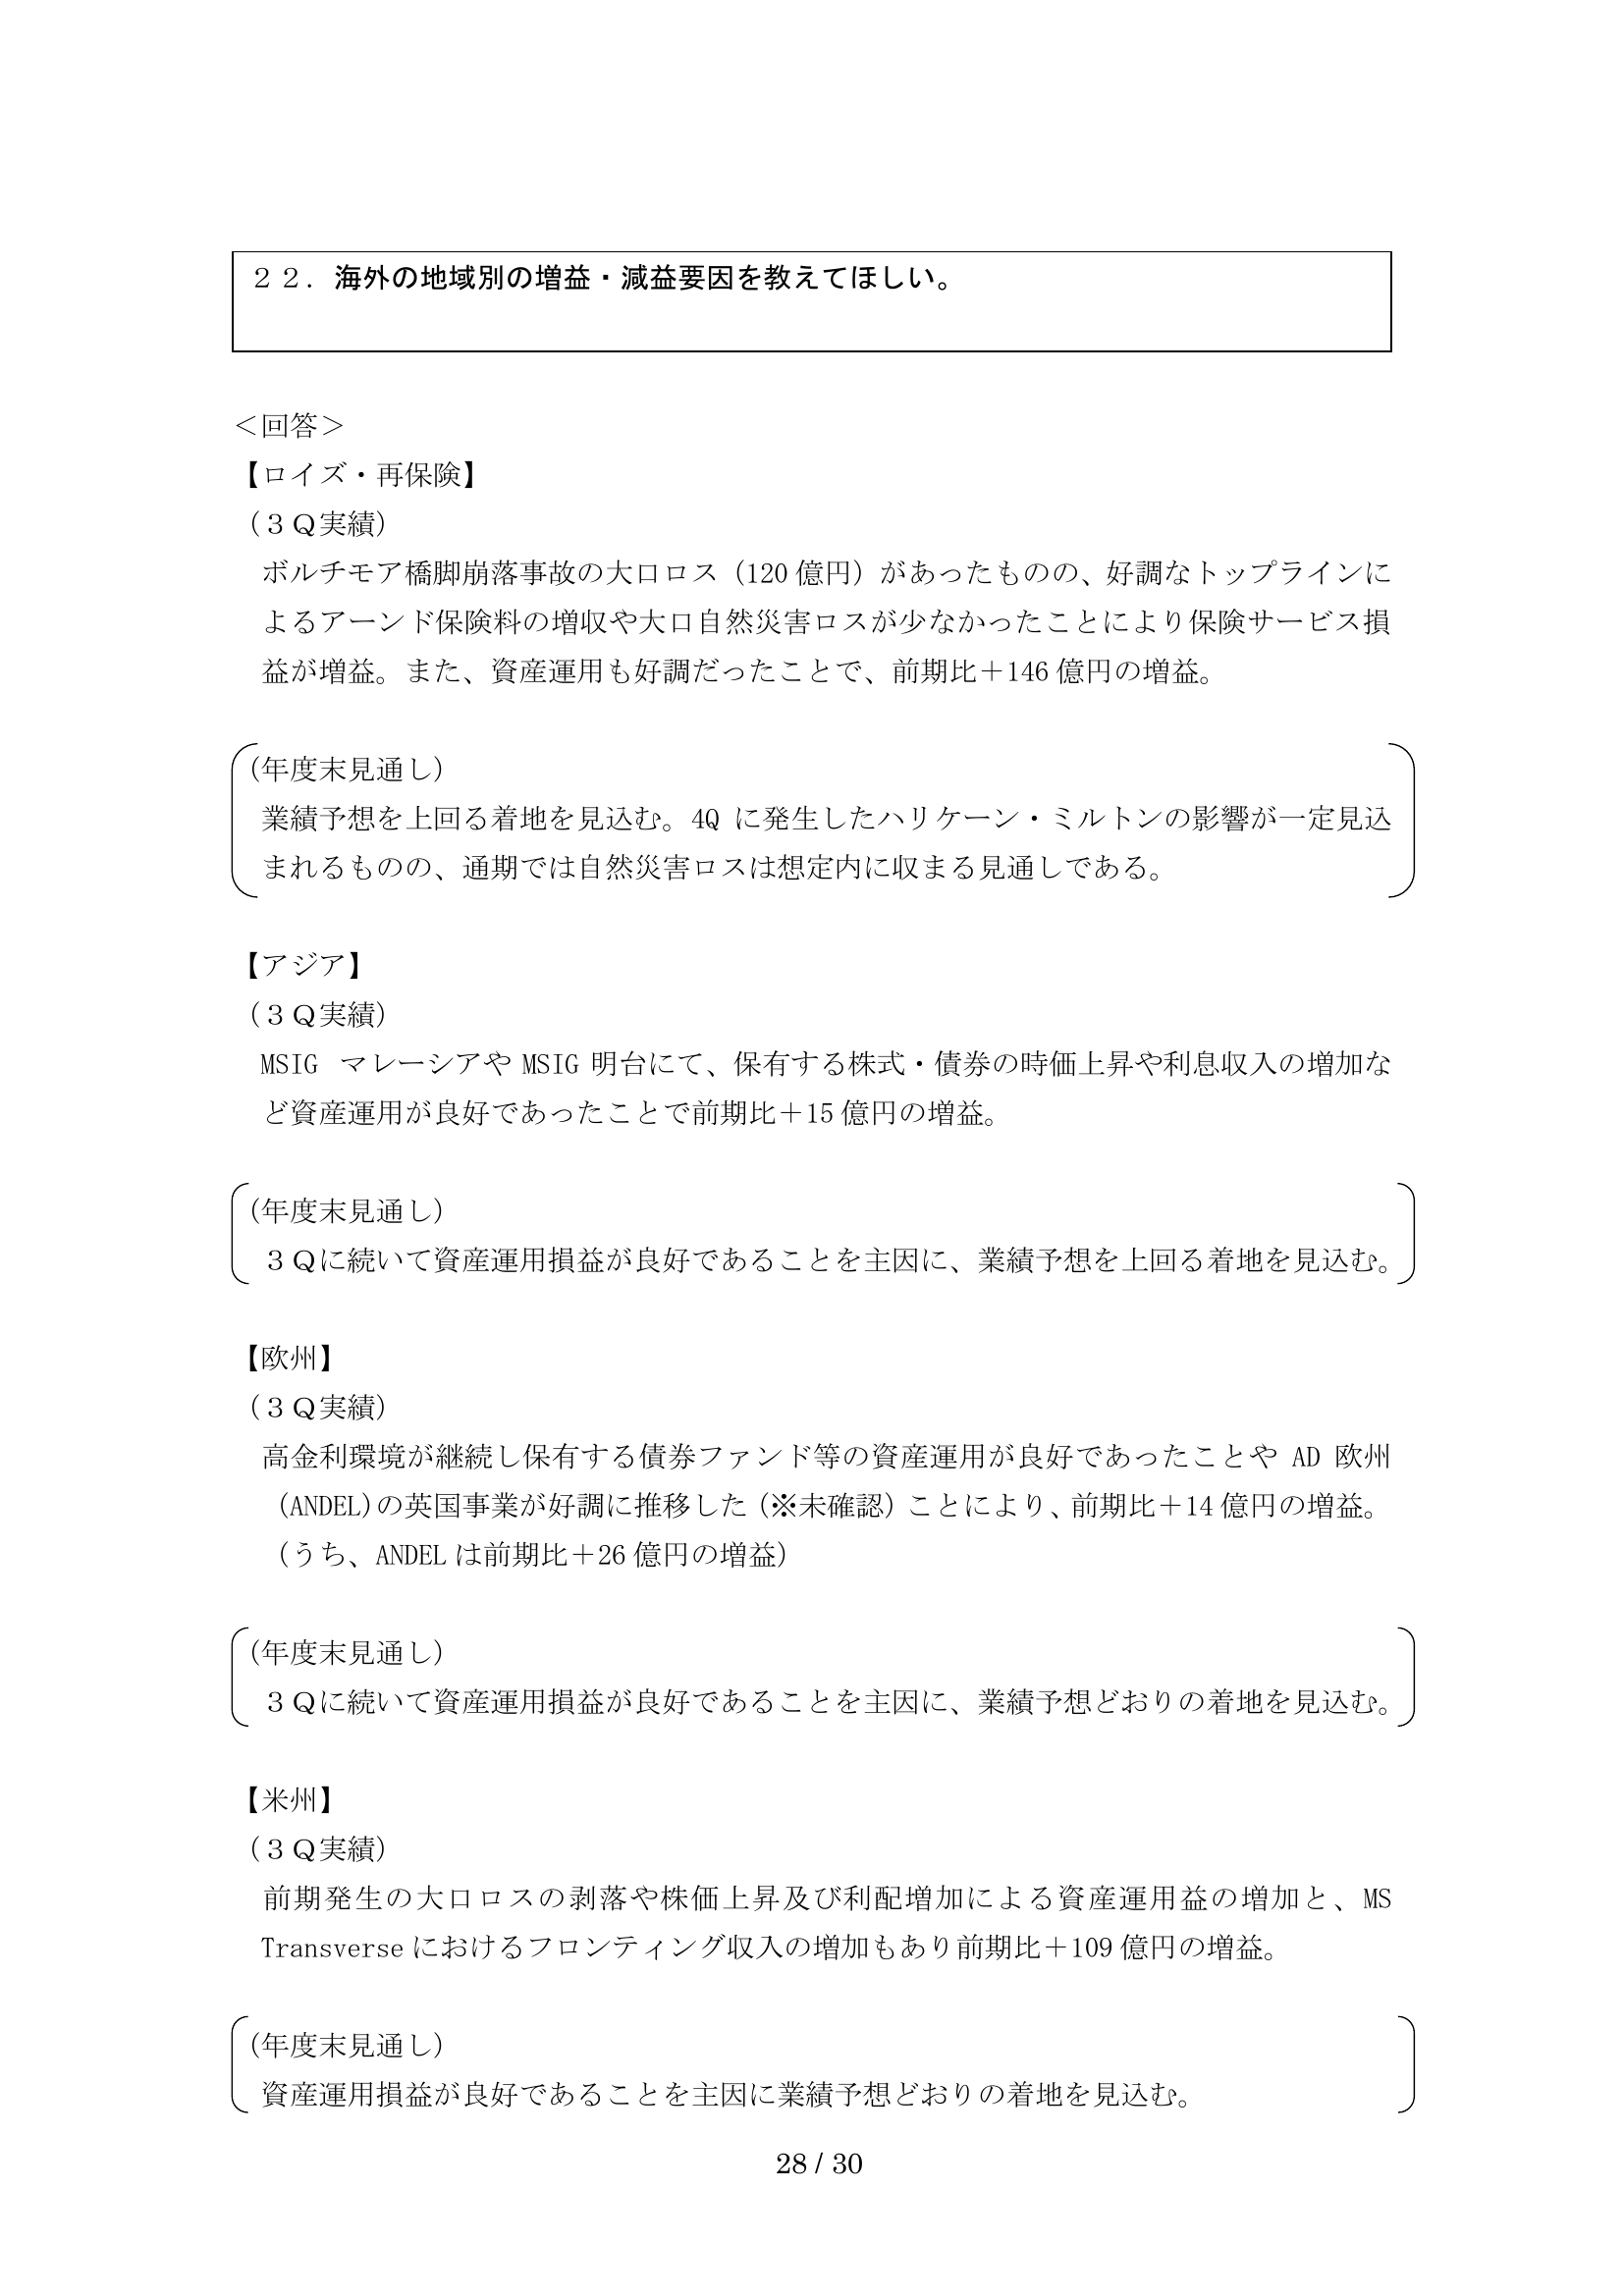 ２２．海外の地域別の増益・減益要因を教えてほしい。
＜回答＞
【ロイズ・再保険】
（３Ｑ実績）
ボルチモア橋脚崩落事故の大口ロス（120 億円）があったものの、好調なトップラインに
よるアーンド保険料の増収や大口自然災害ロスが少なかったことにより保険サービス損
益が増益。また、資産運用も好調だったことで、前期比＋146 億円の増益。
（年度末見通し）
業績予想を上回る着地を見込む。4Q に発生したハリケーン・ミルトンの影響が一定見込
まれるものの、通期では自然災害ロスは想定内に収まる見通しである。
【アジア】
（３Ｑ実績）
MSIG マレーシアや MSIG 明台にて、保有する株式・債券の時価上昇や利息収入の増加な
ど資産運用が良好であったことで前期比＋15 億円の増益。
（年度末見通し）
３Ｑに続いて資産運用損益が良好であることを主因に、業績予想を上回る着地を見込む。
【欧州】
（３Ｑ実績）
高金利環境が継続し保有する債券ファンド等の資産運用が良好であったことや AD 欧州
（ANDEL）の英国事業が好調に推移した（※未確認）ことにより、前期比＋14 億円の増益。
（うち、ANDEL は前期比＋26 億円の増益）
（年度末見通し）
３Ｑに続いて資産運用損益が良好であることを主因に、業績予想どおりの着地を見込む。
【米州】
（３Ｑ実績）
前期発生の大口ロスの剥落や株価上昇及び利配増加による資産運用益の増加と、MS
Transverse におけるフロンティング収入の増加もあり前期比＋109 億円の増益。
（年度末見通し）
資産運用損益が良好であることを主因に業績予想どおりの着地を見込む。
28 / 30